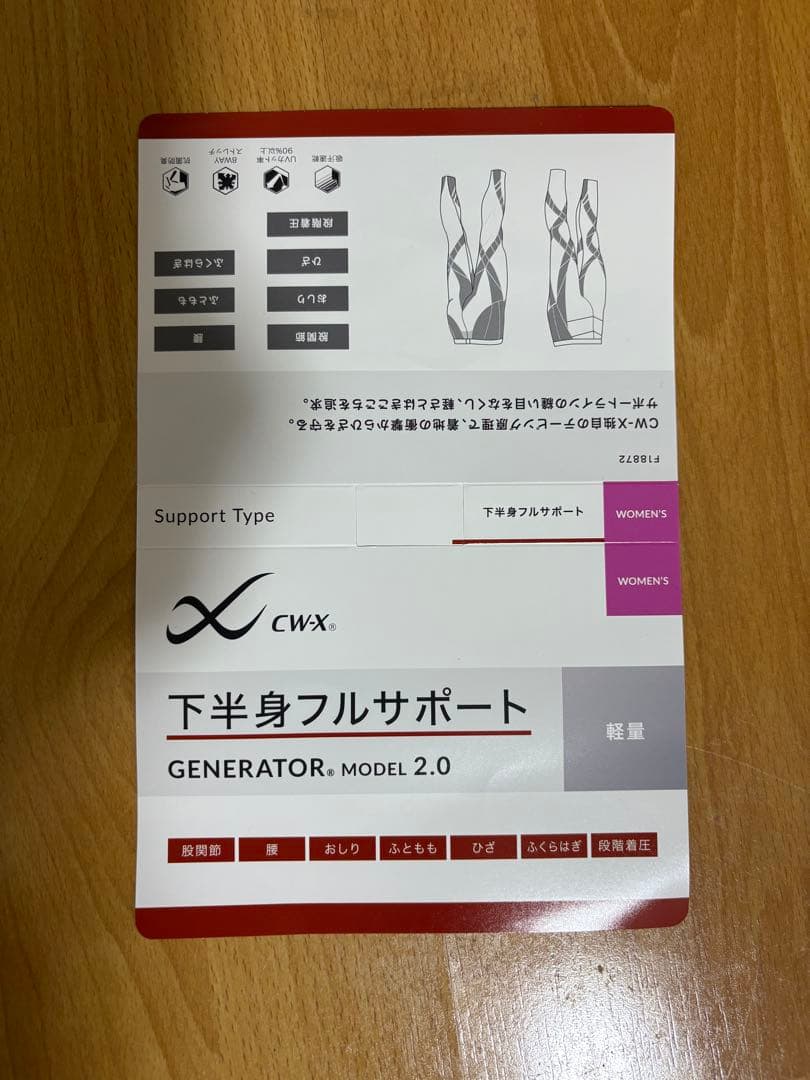 Support Type
下半身フルサポート
WOMEN'S
WOMEN'S
CW-X®
下半身フルサポート
軽量
GENERATOR® MODEL 2.0
股関節 腰 おしり ふともも ひざ ふくらはぎ 段階着圧
F18872
CW-X独自のテーピング原理で、着地の衝撃からひざを守る。
サポートラインの縫い目をなくし、軽さとはきごこちを追求。
股関節 腰
おしり ふともも
ひざ ふくらはぎ
段階着圧
吸汗速乾
UVカット率
90%以上
8WAY
ストレッチ
抗菌防臭